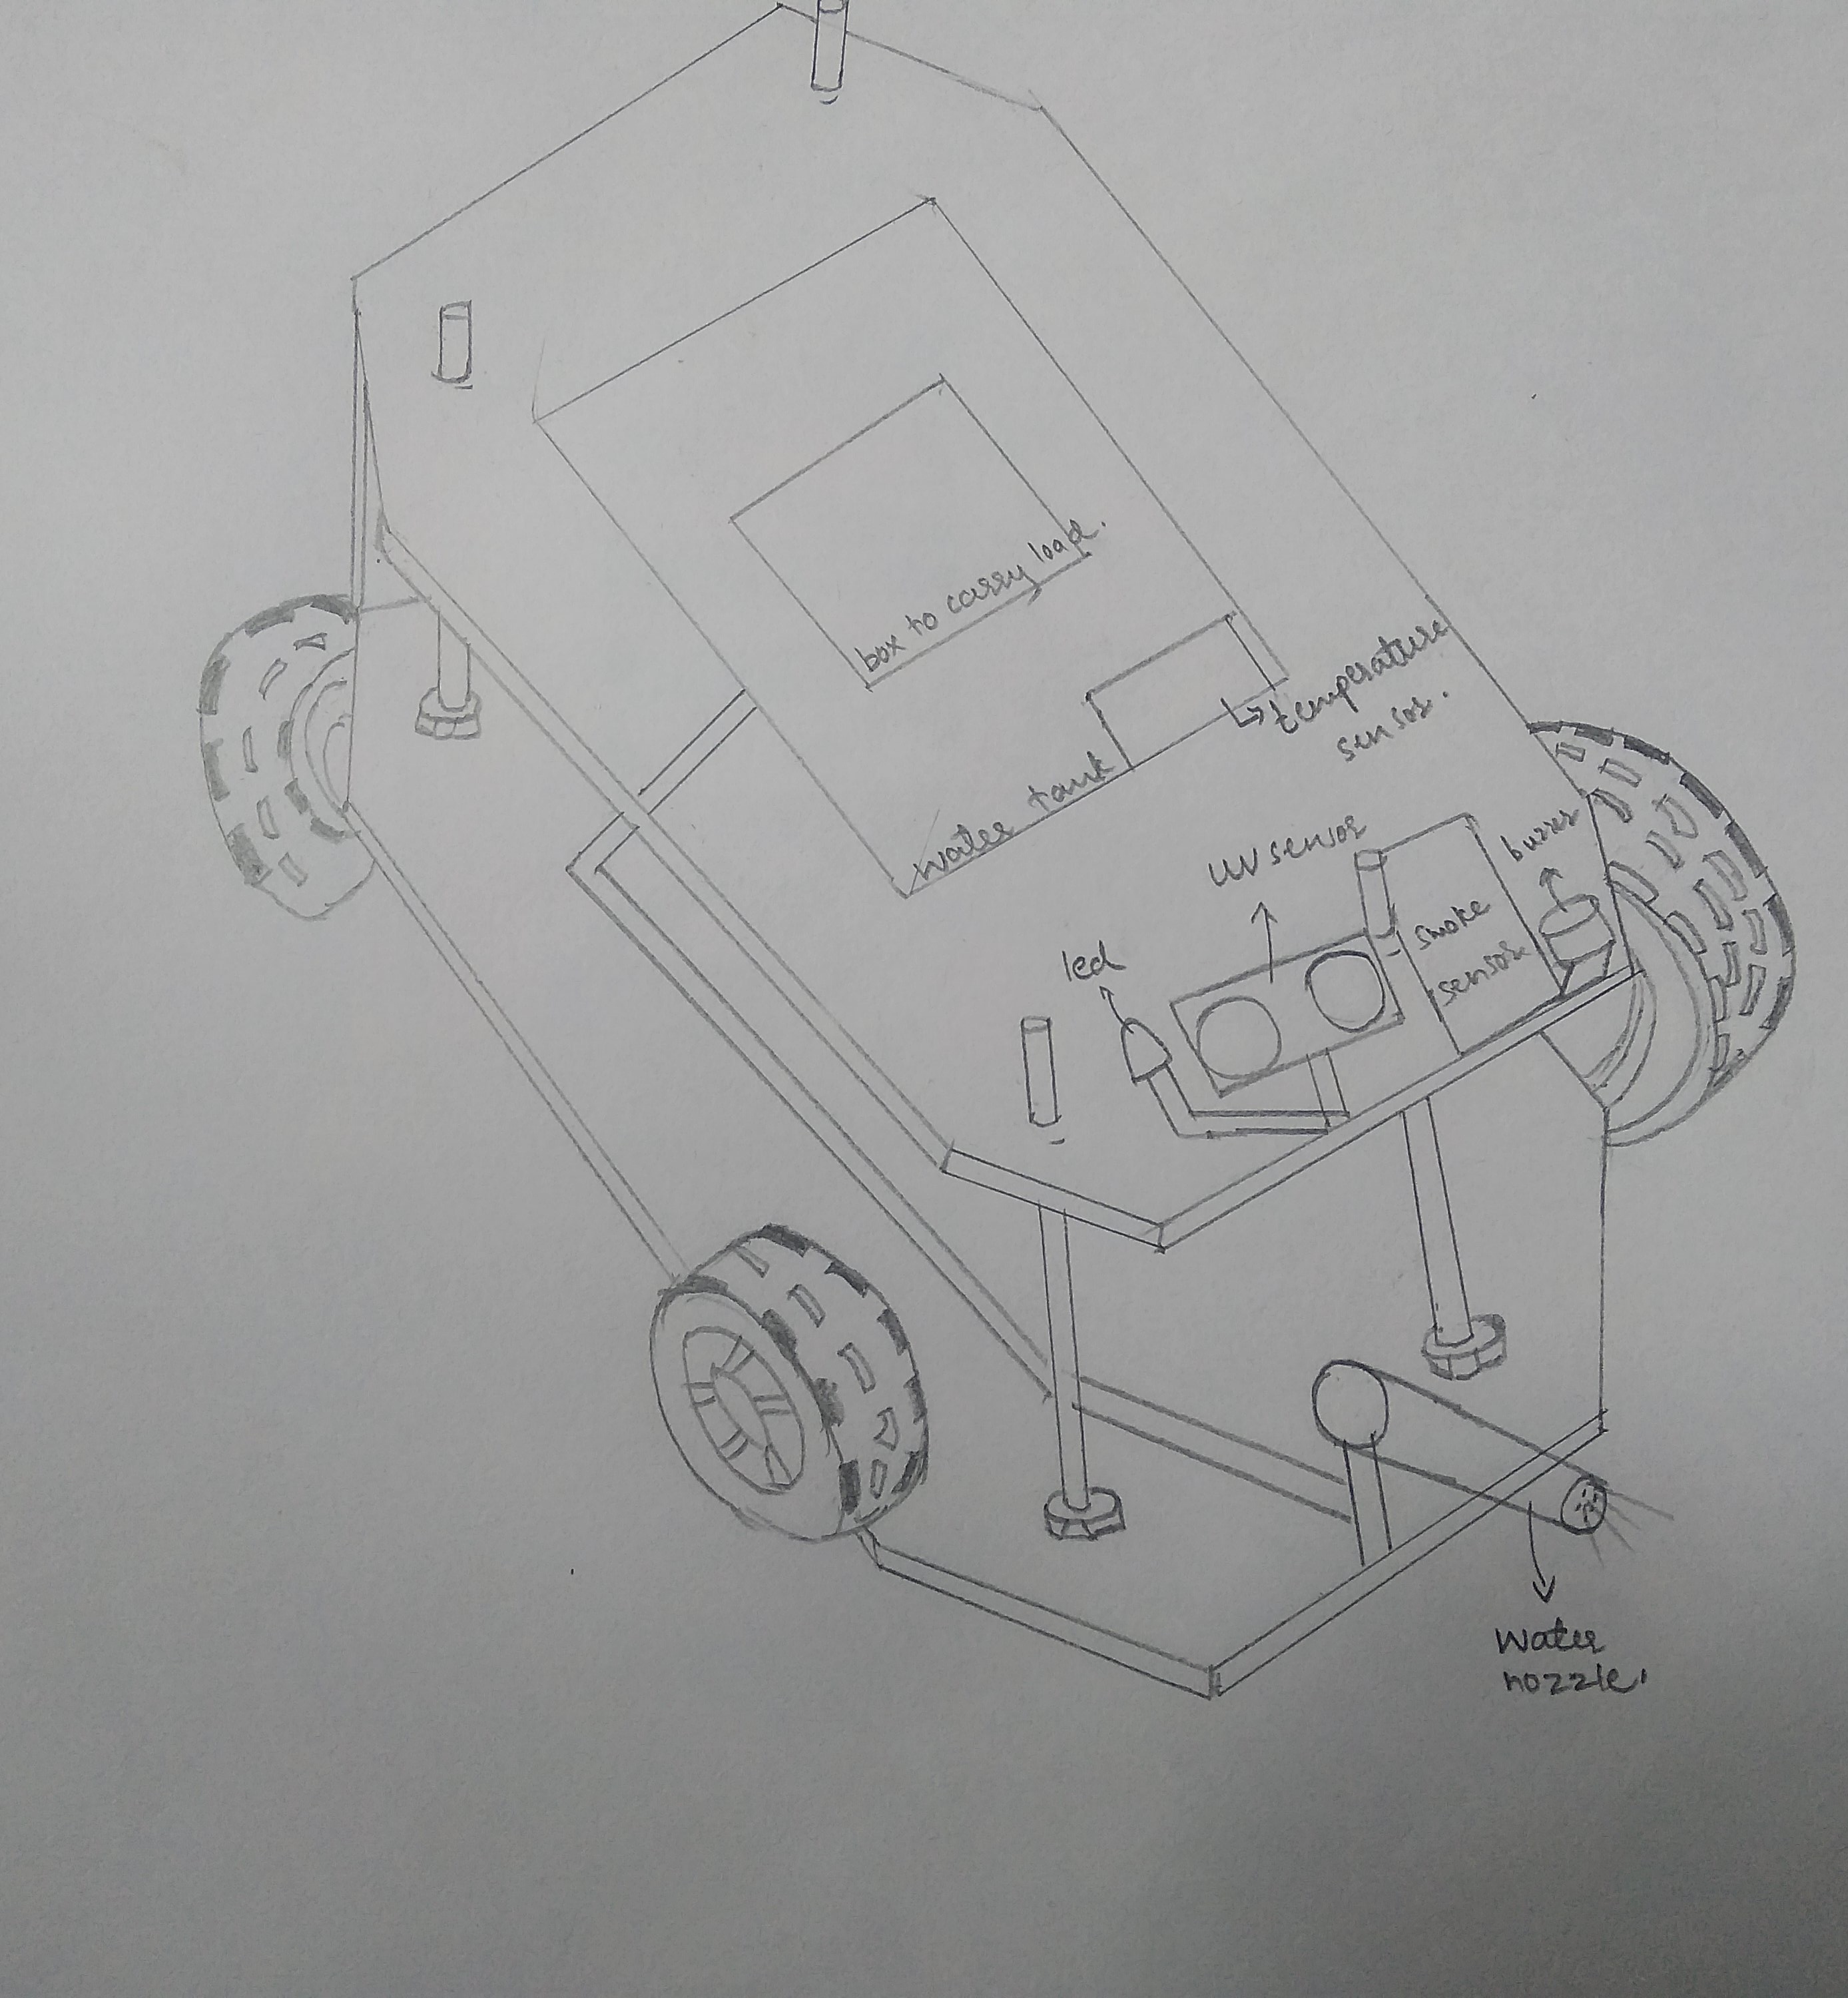 box to carry load.
temperature
sensor.
water tank
UV sensor
buzzer
smoke
sensor
led
Water
nozzle.